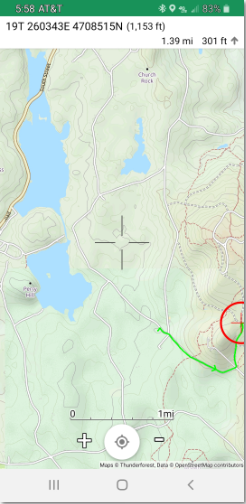 5:58 AT&T 83%
19T 260343E 4708515N (1,153 ft)
1.39 mi 301 ft
Church
Rock
0 1mi
Maps © Thunderforest, Data © OpenStreetMap contributors